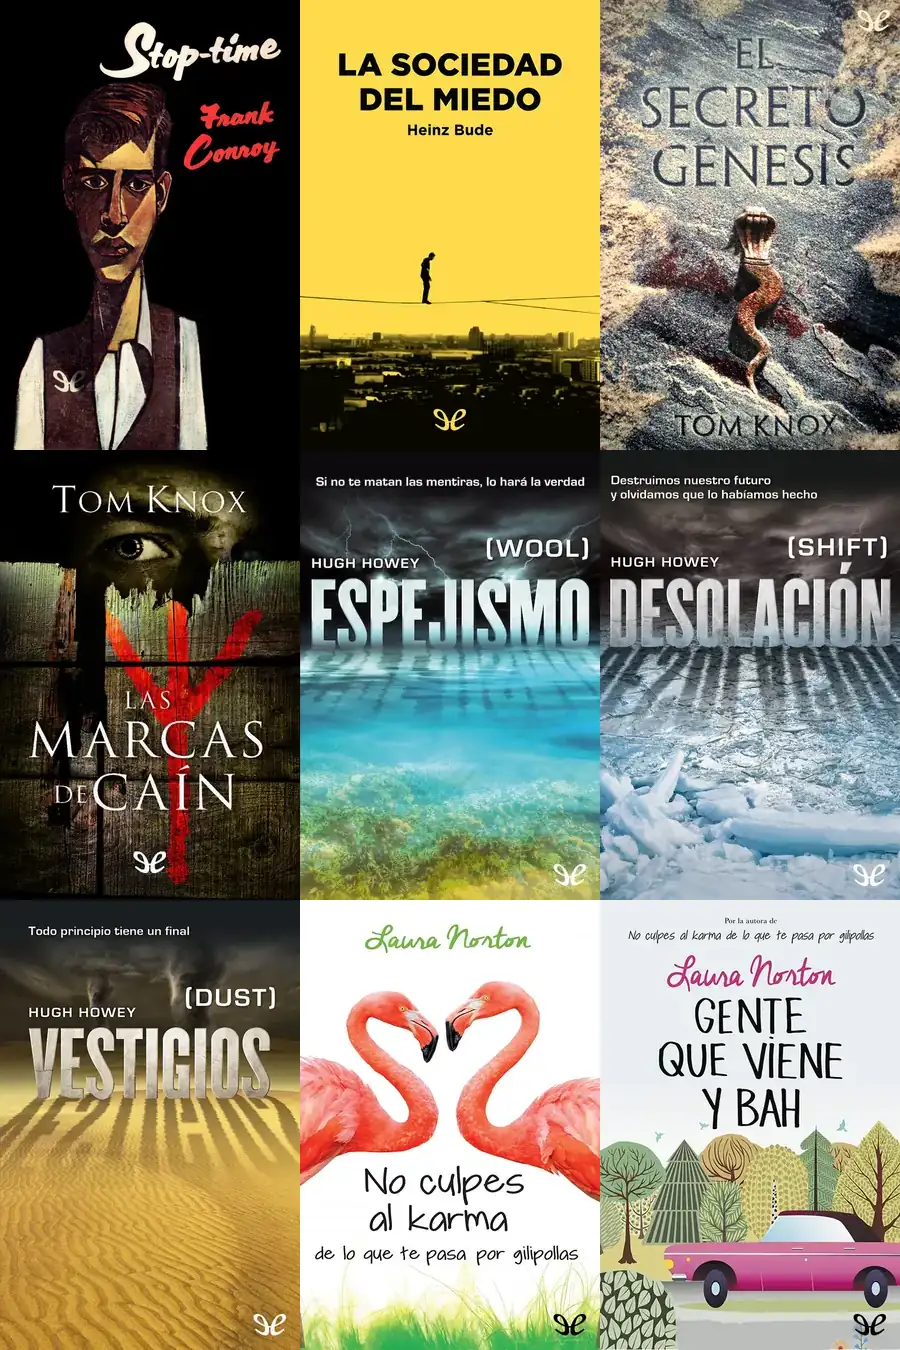 Stop-time
Frank
Conroy
LA SOCIEDAD
DEL MIEDO
Heinz Bude
EL
SECRETO
GENESIS
TOM KNOX
TOM KNOX
LAS
MARCAS
DE CAÍN
Si no te matan las mentiras, lo hará la verdad
(WOOL)
HUGH HOWEY
ESPEJISMO
Destruimos nuestro futuro
y olvidamos que lo habíamos hecho
(SHIFT)
HUGH HOWEY
DESOLACIÓN
Todo principio tiene un final
(DUST)
HUGH HOWEY
VESTIGIOS
Laura Norton
No culpes
al karma
de lo que te pasa por gilipollas
Por la autora de
No culpes al karma de lo que te pasa por gilipollas
Laura Norton
GENTE
QUE VIENE
Y BAH